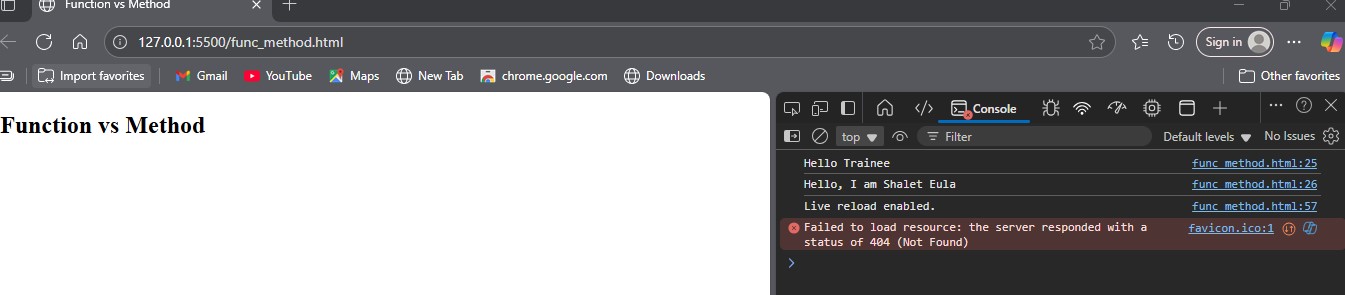 Function vs Method
127.0.0.1:5500/func_method.html
Sign in
Import favorites
Gmail
YouTube
Maps
New Tab
chrome.google.com
Downloads
Other favorites
Function vs Method
Console
top
Filter
Default levels
No Issues
Hello Trainee func_method.html:25
Hello, I am Shalet Eula func_method.html:26
Live reload enabled. func_method.html:57
Failed to load resource: the server responded with a favicon.ico:1
status of 404 (Not Found)